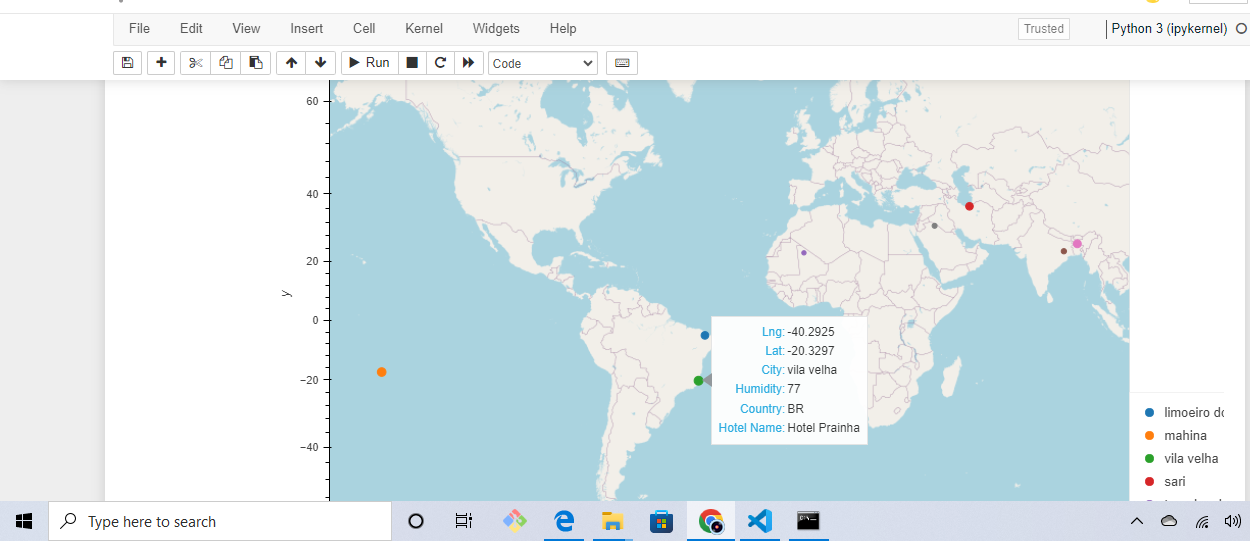 File Edit View Insert Cell Kernel Widgets Help Trusted Python 3 (ipykernel)
Run Code
60
40
20
y
0
−20
−40
Lng: -40.2925
Lat: -20.3297
City: vila velha
Humidity: 77
Country: BR
Hotel Name: Hotel Prainha
limoeiro do
mahina
vila velha
sari
Type here to search